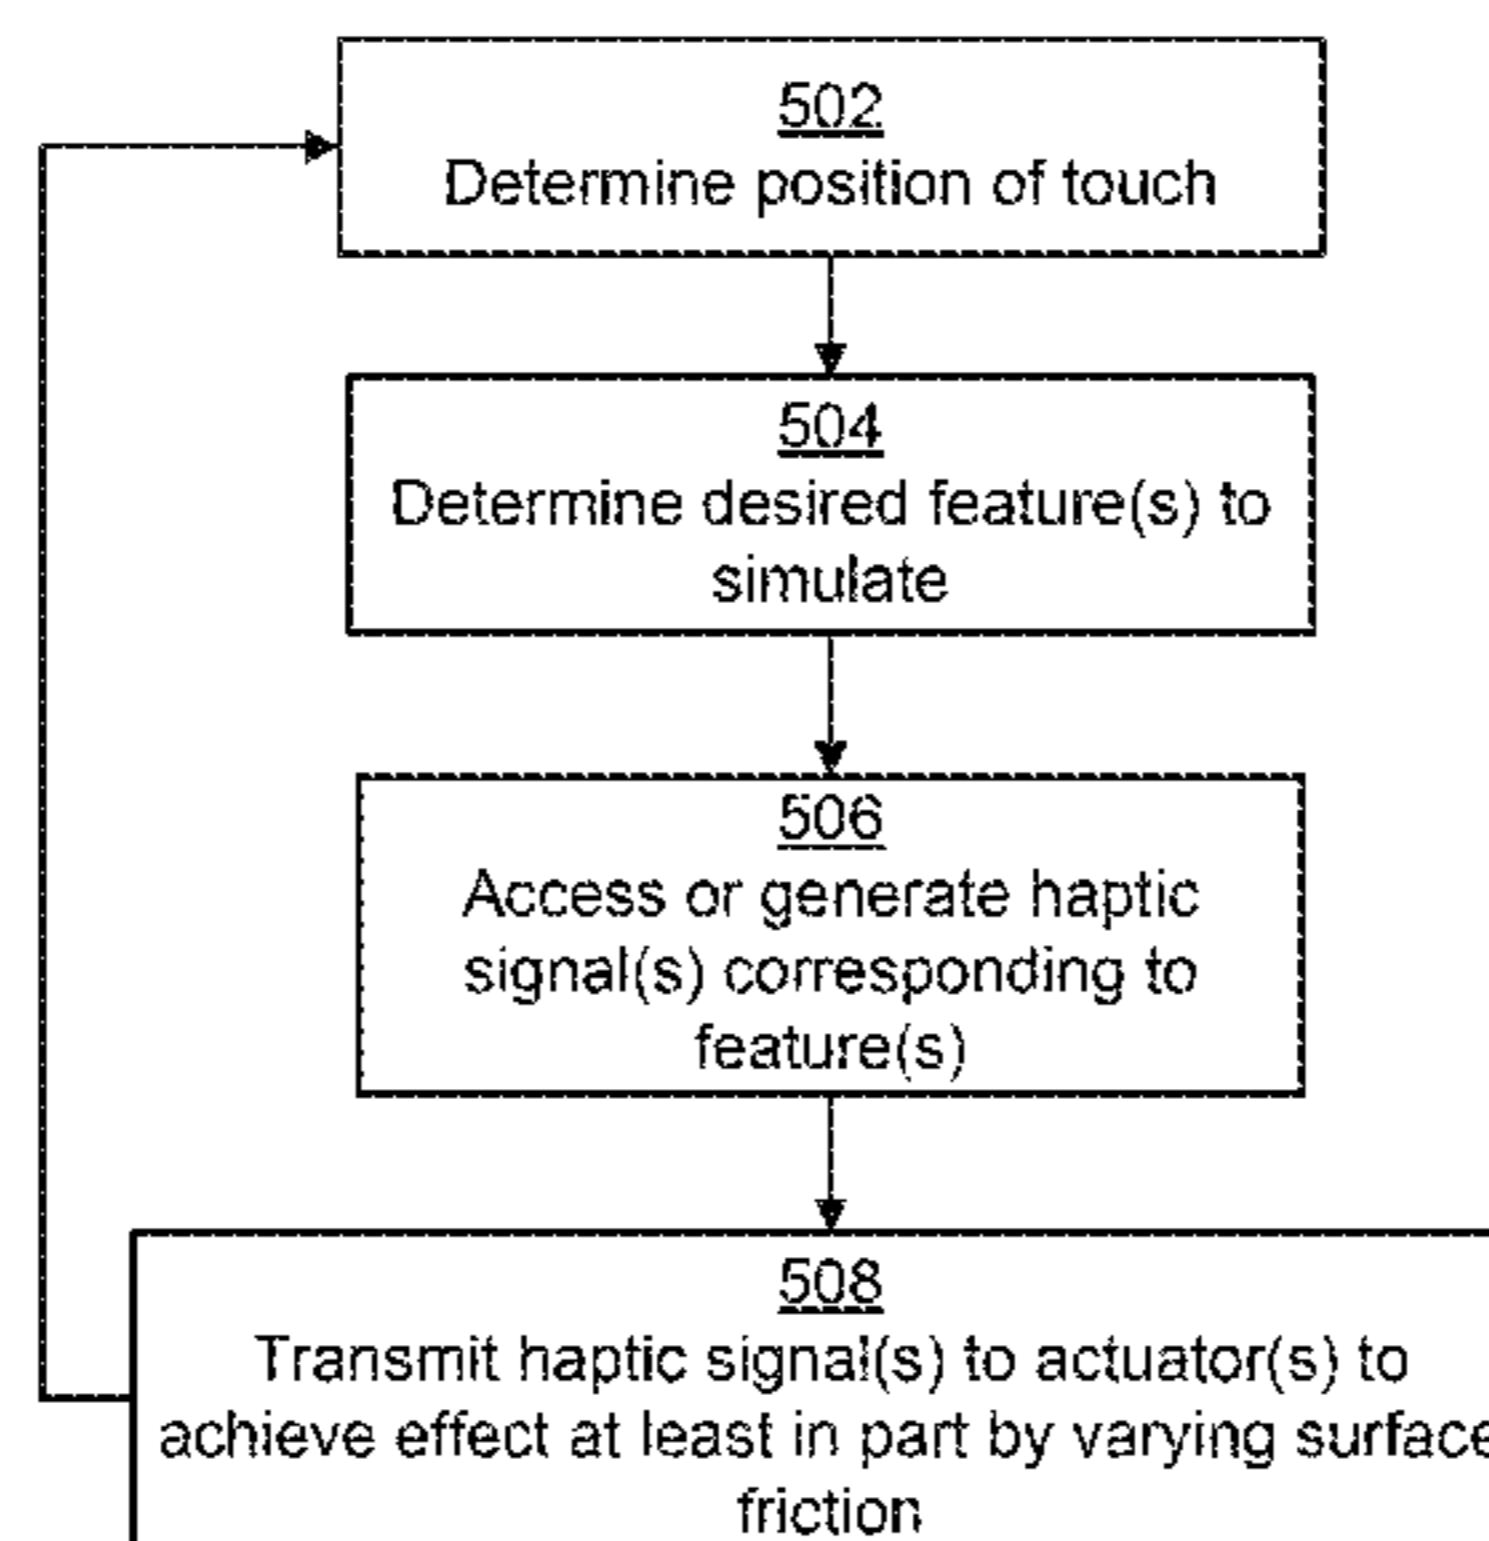 502
Determine position of touch
504
Determine desired feature(s) to
simulate
506
Access or generate haptic
signal(s) corresponding to
feature(s)
508
Transmit haptic signal(s) to actuator(s) to
achieve effect at least in part by varying surface
friction